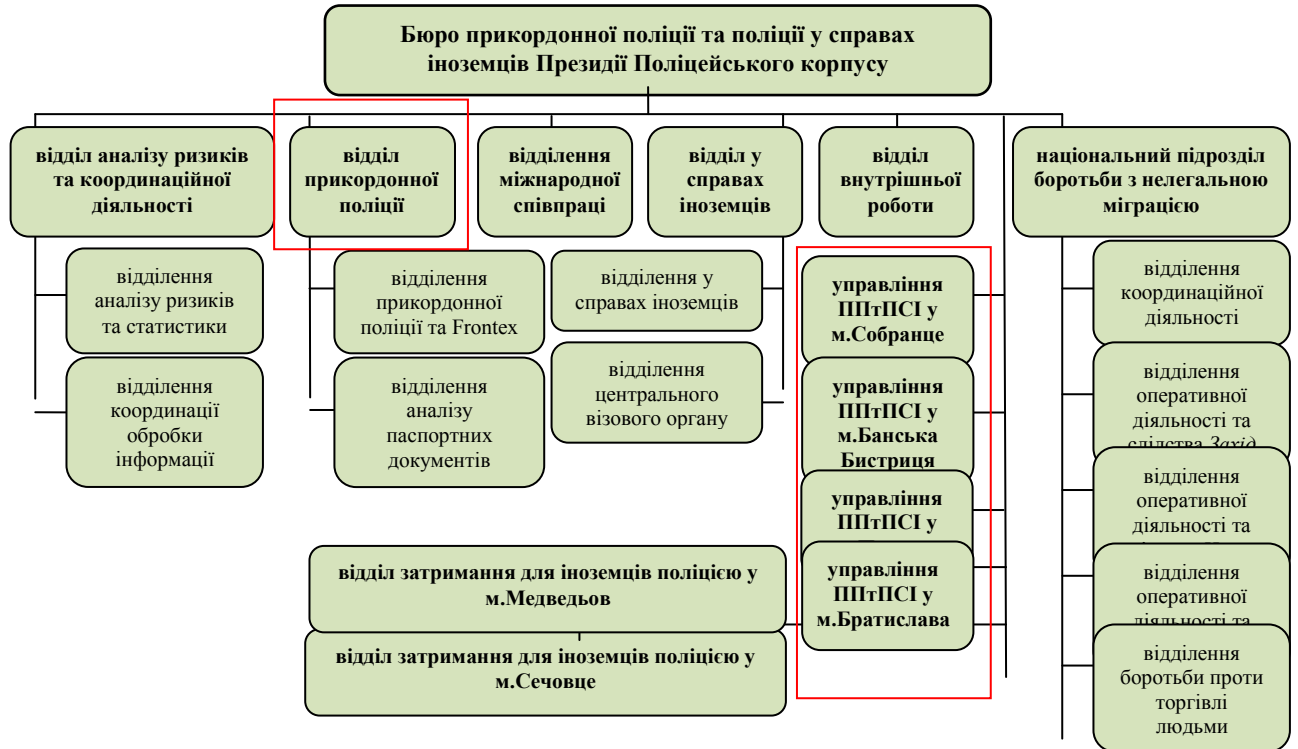 Бюро прикордонної поліції та поліції у справах
іноземців Президії Поліцейського корпусу
відділ аналізу ризиків
та координаційної
діяльності
відділ
прикордонної
поліції
відділення
міжнародної
співпраці
відділ у
справах
іноземців
відділ
внутрішньої
роботи
національний підрозділ
боротьби з нелегальною
міграцією
відділення
аналізу ризиків
та статистики
відділення
координації
обробки
інформації
відділення
прикордонної
поліції та Frontex
відділення
аналізу
паспортних
документів
відділення у
справах іноземців
відділення
центрального
візового органу
управління
ППтПСІ у
м.Собранце
управління
ППтПСІ у
м.Банська
Бистриця
управління
ППтПСІ у
управління
ППтПСІ у
м.Братислава
відділ затримання для іноземців поліцією у
м.Медведьов
відділ затримання для іноземців поліцією у
м.Сечовце
відділення
координаційної
діяльності
відділення
оперативної
діяльності та
слідства Захід
відділення
оперативної
діяльності та
відділення
оперативної
діяльності та
відділення
боротьби проти
торгівлі
людьми